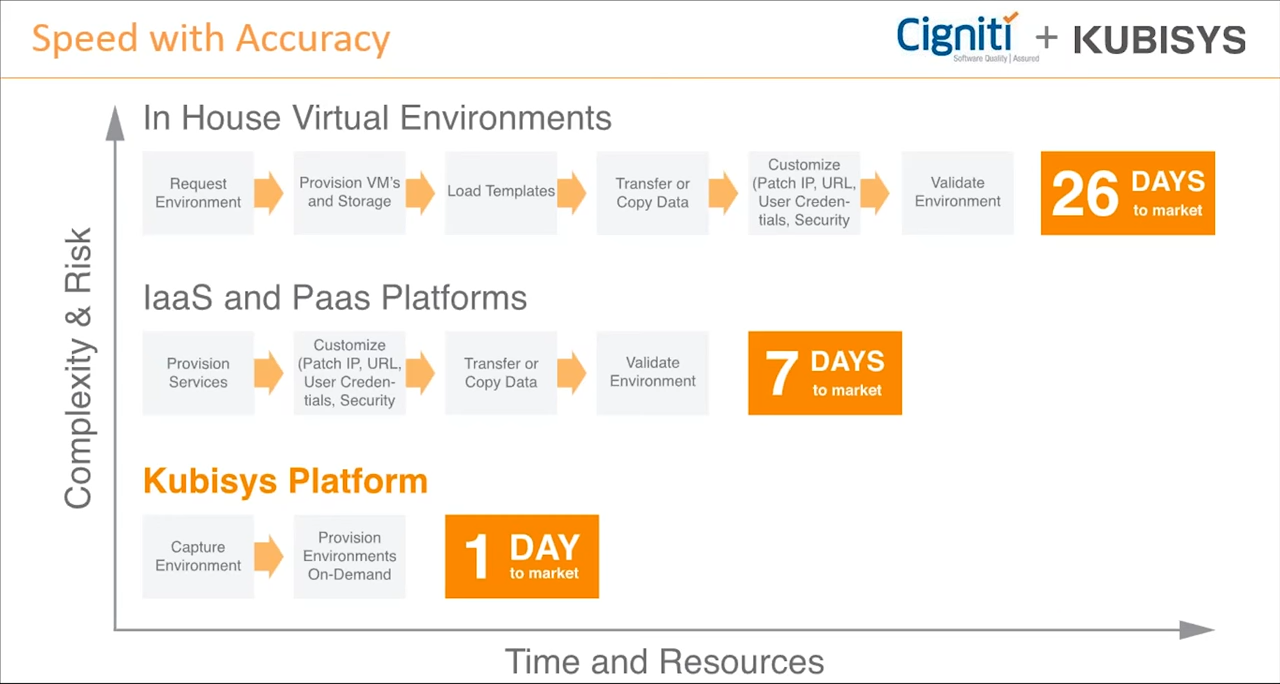 Speed with Accuracy
Cigniti + KUBISYS
Software Quality | Assured
In House Virtual Environments
Request
Environment
Provision VM's
and Storage
Load Templates
Transfer or
Copy Data
Customize
(Patch IP, URL,
User Creden-
tials, Security
Validate
Environment
26 DAYS
to market
IaaS and Paas Platforms
Provision
Services
Customize
(Patch IP, URL,
User Creden-
tials, Security
Transfer or
Copy Data
Validate
Environment
7 DAYS
to market
Kubisys Platform
Capture
Environment
Provision
Environments
On-Demand
1 DAY
to market
Complexity & Risk
Time and Resources